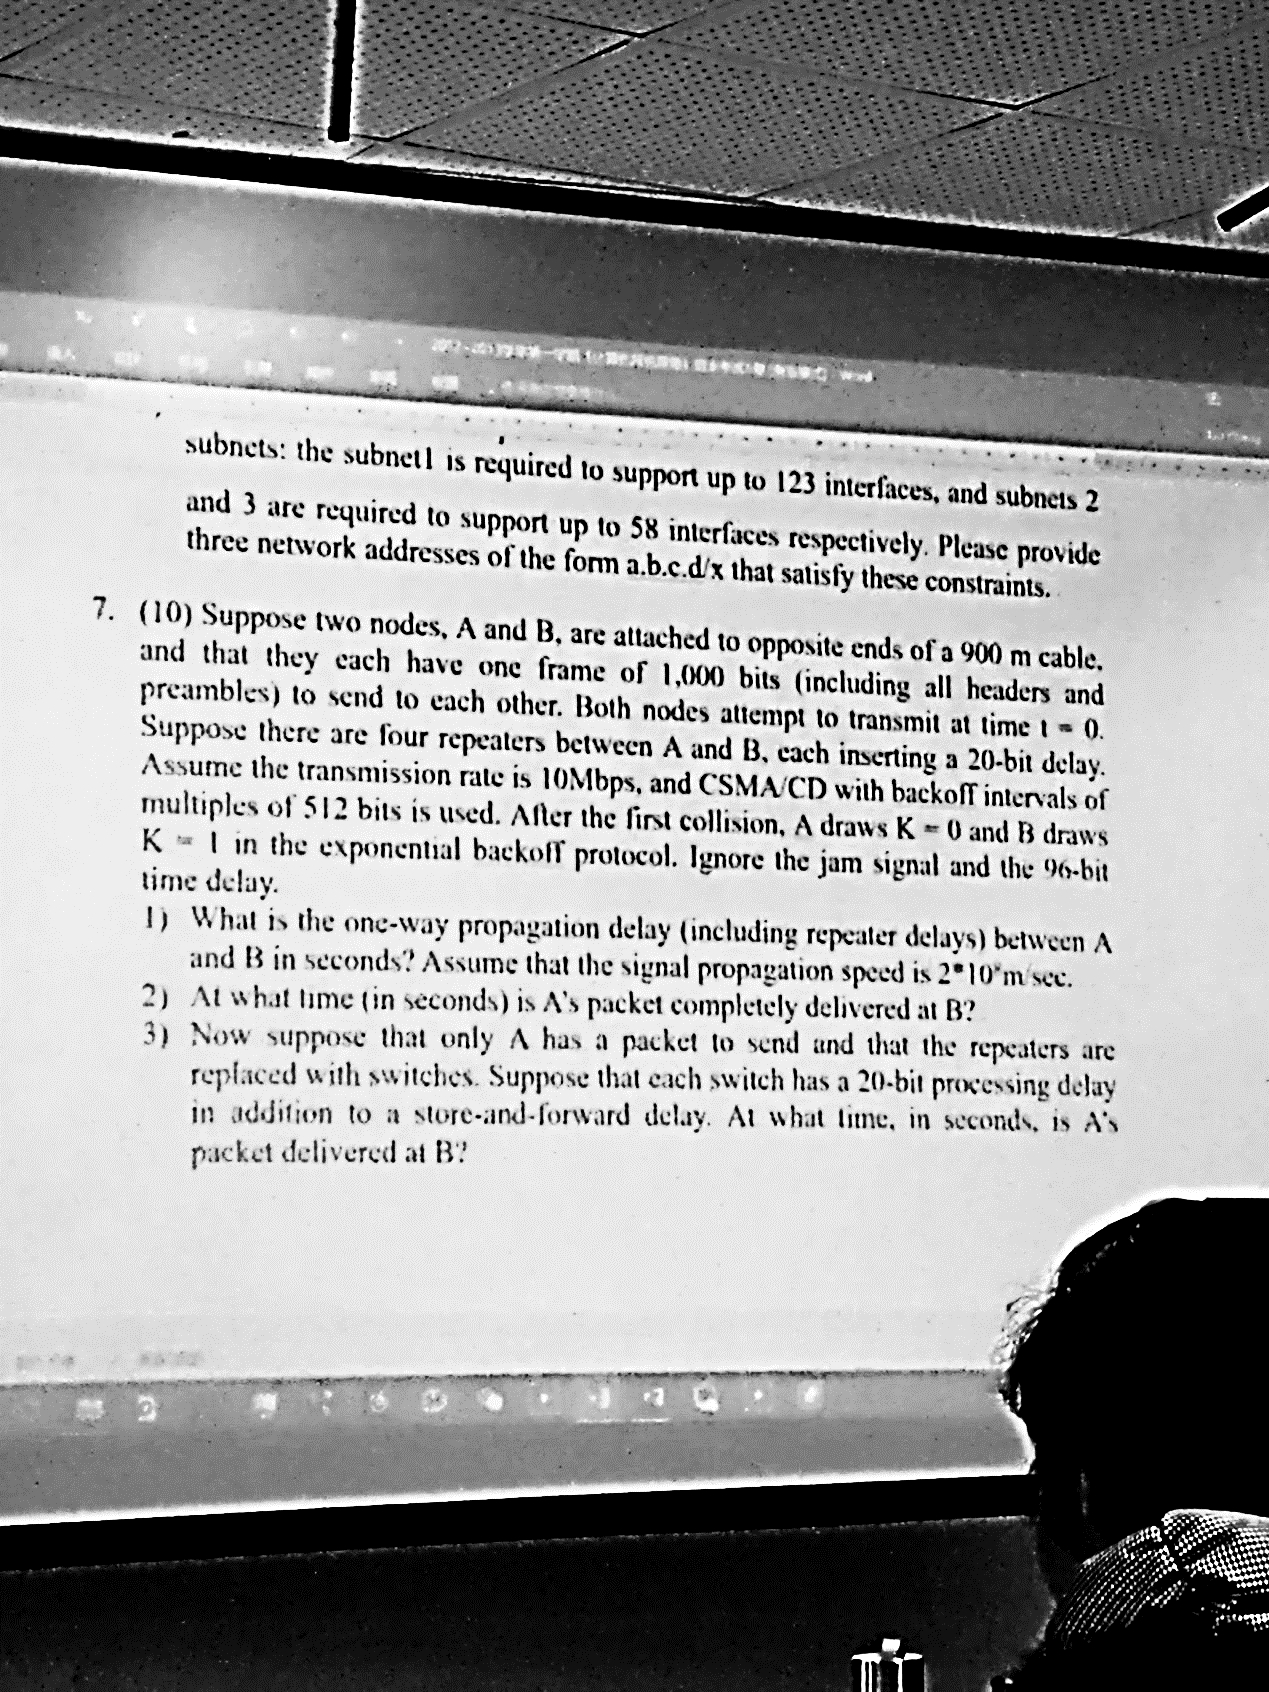 subnets: the subnet1 is required to support up to 123 interfaces, and subnets 2
and 3 are required to support up to 58 interfaces respectively. Please provide
three network addresses of the form a.b.c.d/x that satisfy these constraints.
7. (10) Suppose two nodes, A and B, are attached to opposite ends of a 900 m cable,
and that they each have one frame of 1,000 bits (including all headers and
preambles) to send to each other. Both nodes attempt to transmit at time t = 0.
Suppose there are four repeaters between A and B, each inserting a 20-bit delay.
Assume the transmission rate is 10Mbps, and CSMA/CD with backoff intervals of
multiples of 512 bits is used. After the first collision, A draws K = 0 and B draws
K = 1 in the exponential backoff protocol. Ignore the jam signal and the 96-bit
time delay.
1) What is the one-way propagation delay (including repeater delays) between A
and B in seconds? Assume that the signal propagation speed is m/sec.
2) At what time (in seconds) is A's packet completely delivered at B?
3) Now suppose that only A has a packet to send and that the repeaters are
replaced with switches. Suppose that each switch has a 20-bit processing delay
in addition to a store-and-forward delay. At what time, in seconds, is A's
packet delivered at B?